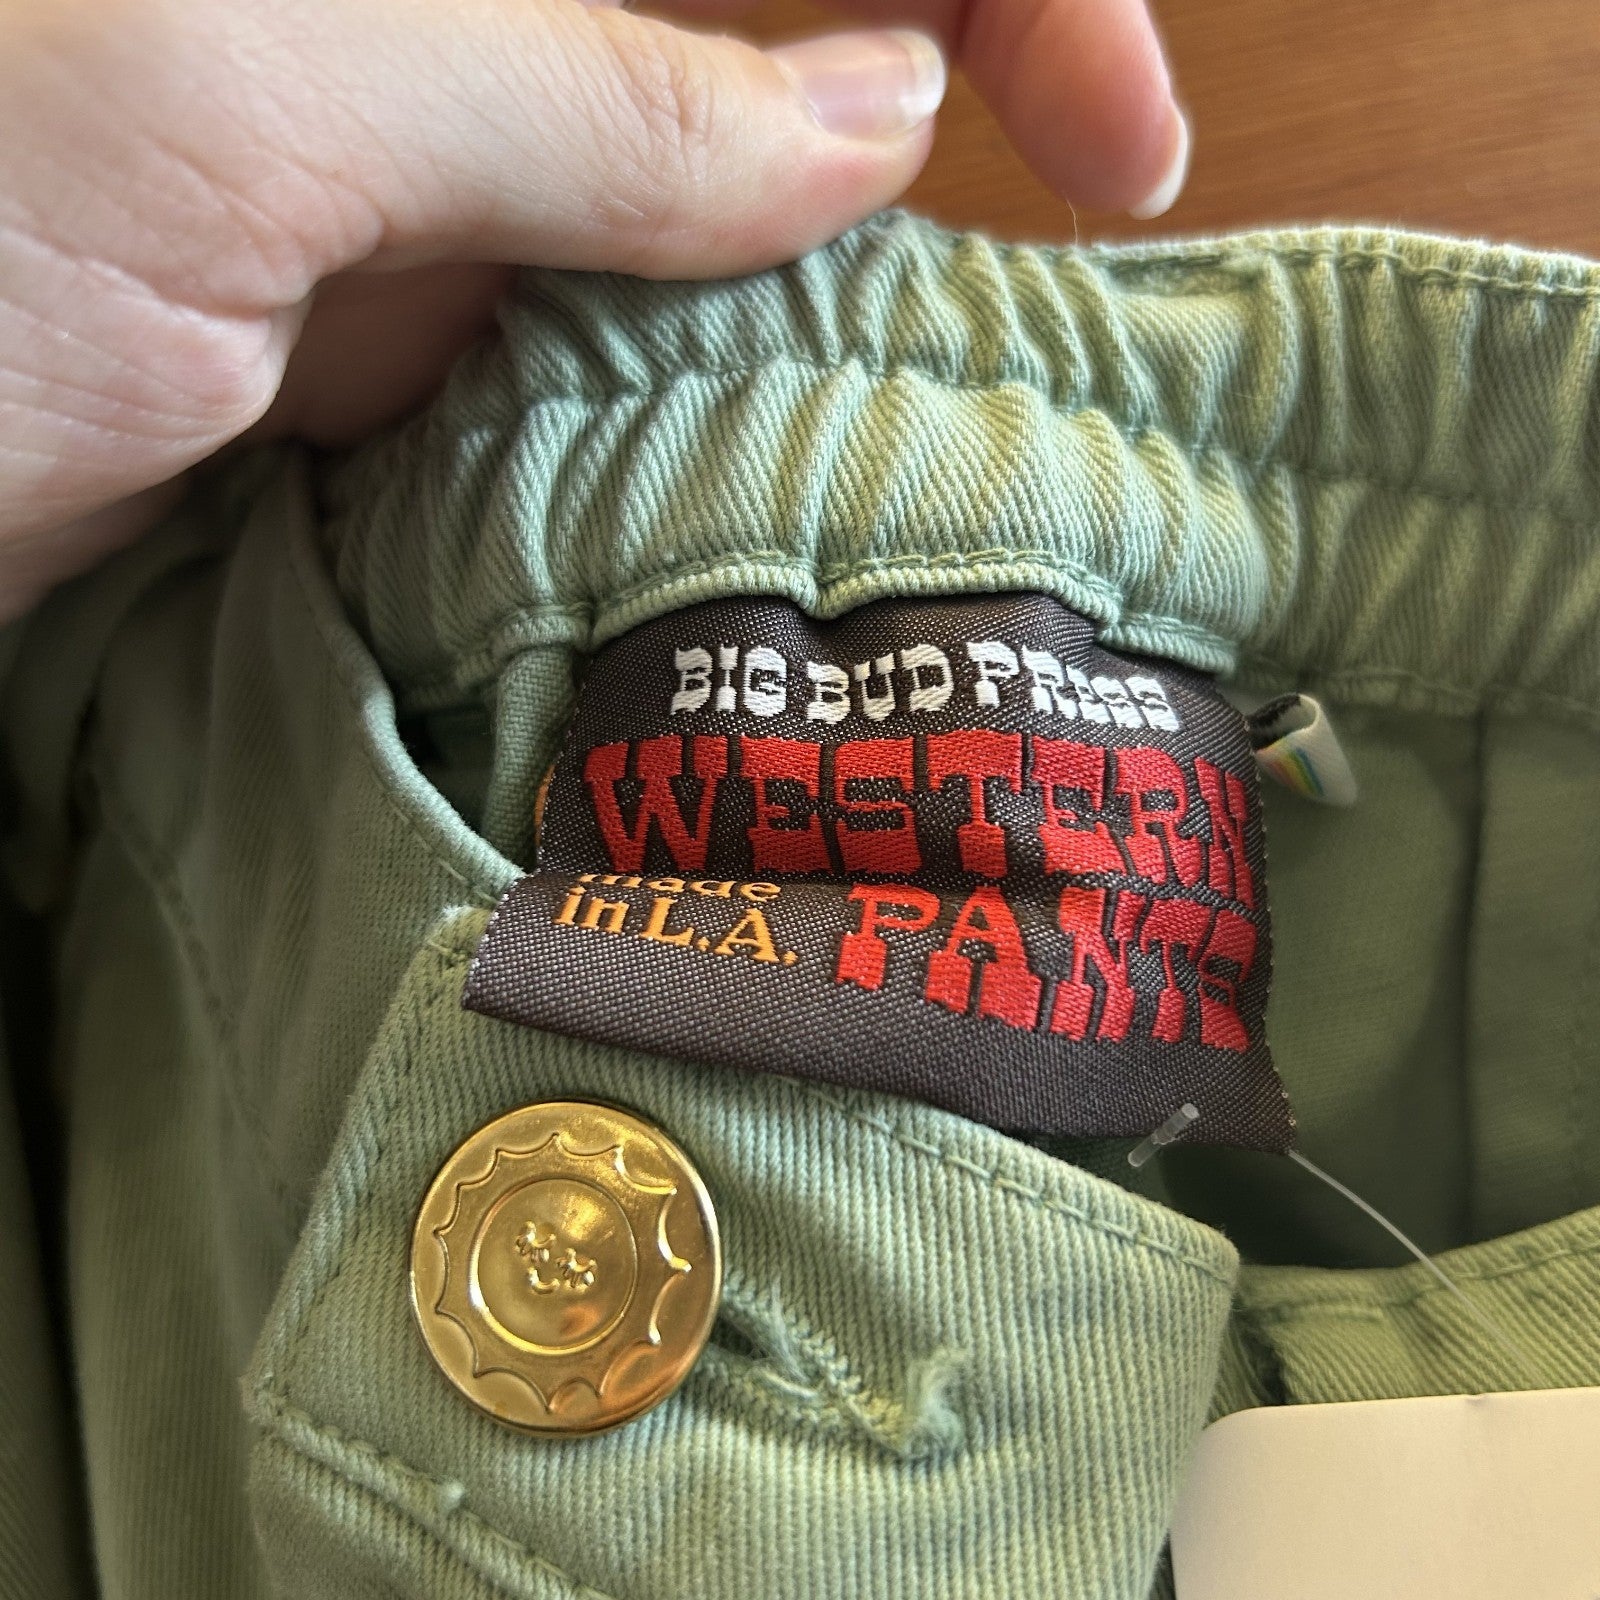 BIG BUD PRESS
WESTERN
PANTS
made
in L.A.